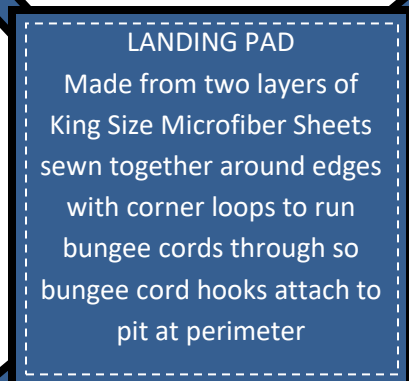 LANDING PAD
Made from two layers of
King Size Microfiber Sheets
sewn together around edges
with corner loops to run
bungee cords through so
bungee cord hooks attach to
pit at perimeter